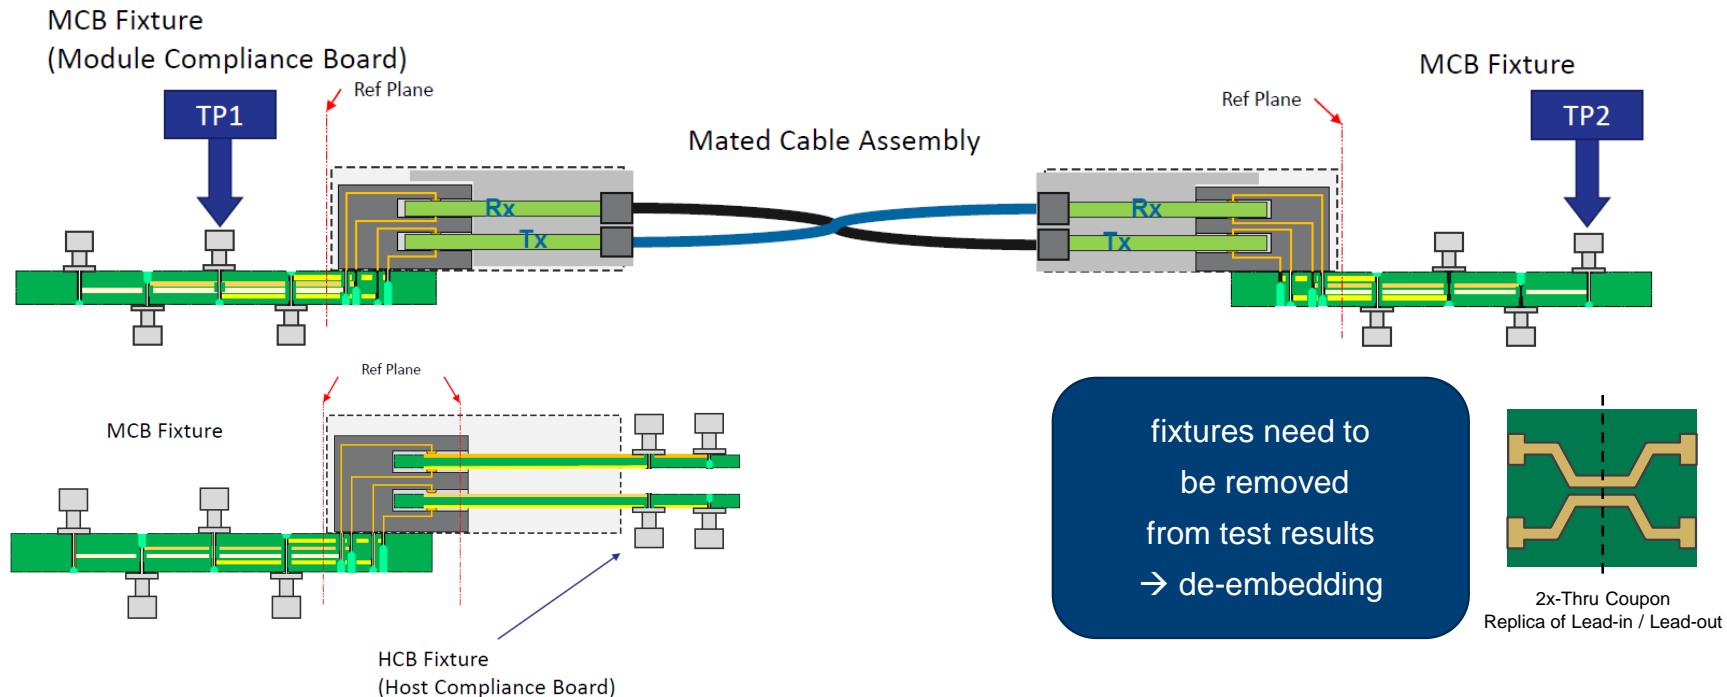 MCB Fixture
(Module Compliance Board)
TP1
Ref Plane
Mated Cable Assembly
Ref Plane
MCB Fixture
TP2
Rx
Tx
Rx
Tx
Ref Plane
MCB Fixture
HCB Fixture
(Host Compliance Board)
fixtures need to
be removed
from test results
→ de-embedding
2x-Thru Coupon
Replica of Lead-in / Lead-out